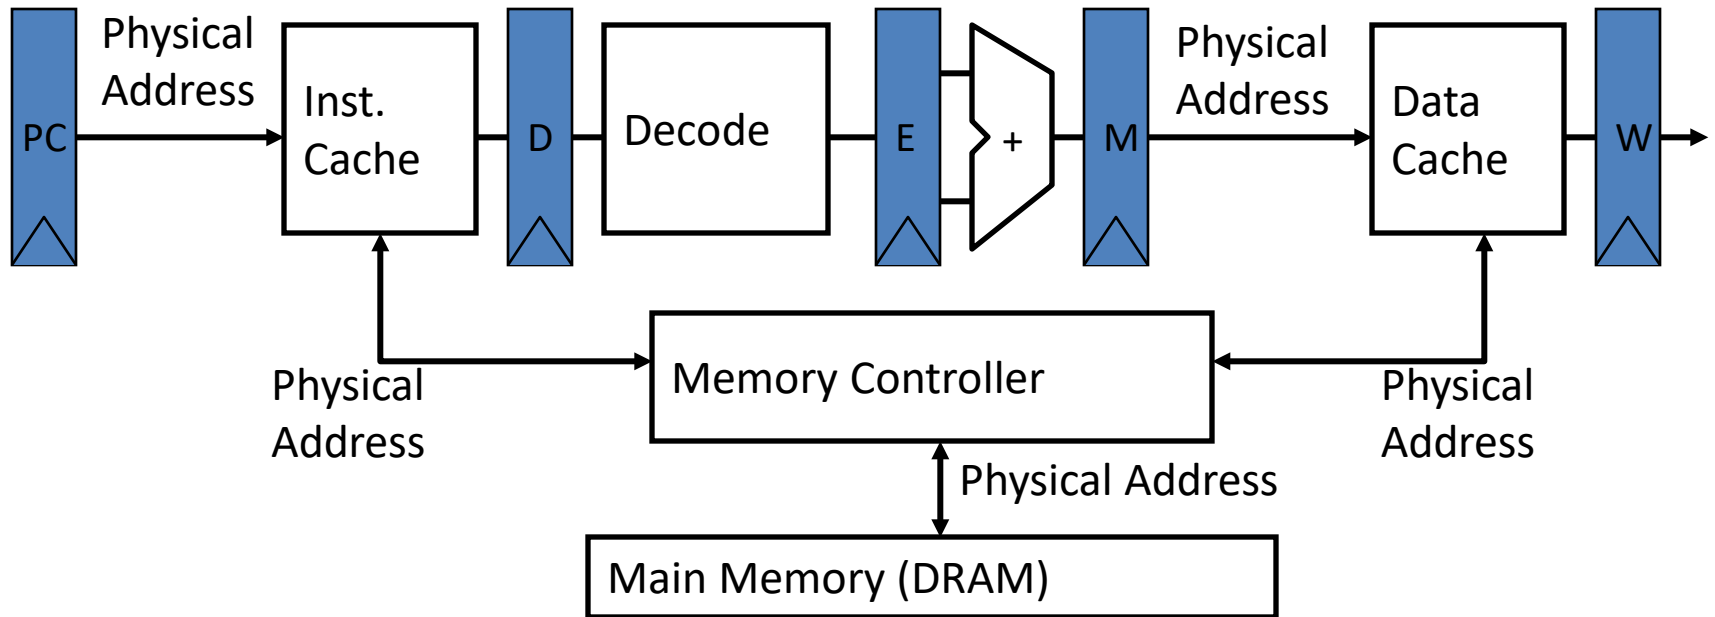 PC
Physical
Address
Inst.
Cache
D
Decode
E
+
M
Physical
Address
Data
Cache
W
Physical
Address
Memory Controller
Physical
Address
Physical Address
Main Memory (DRAM)